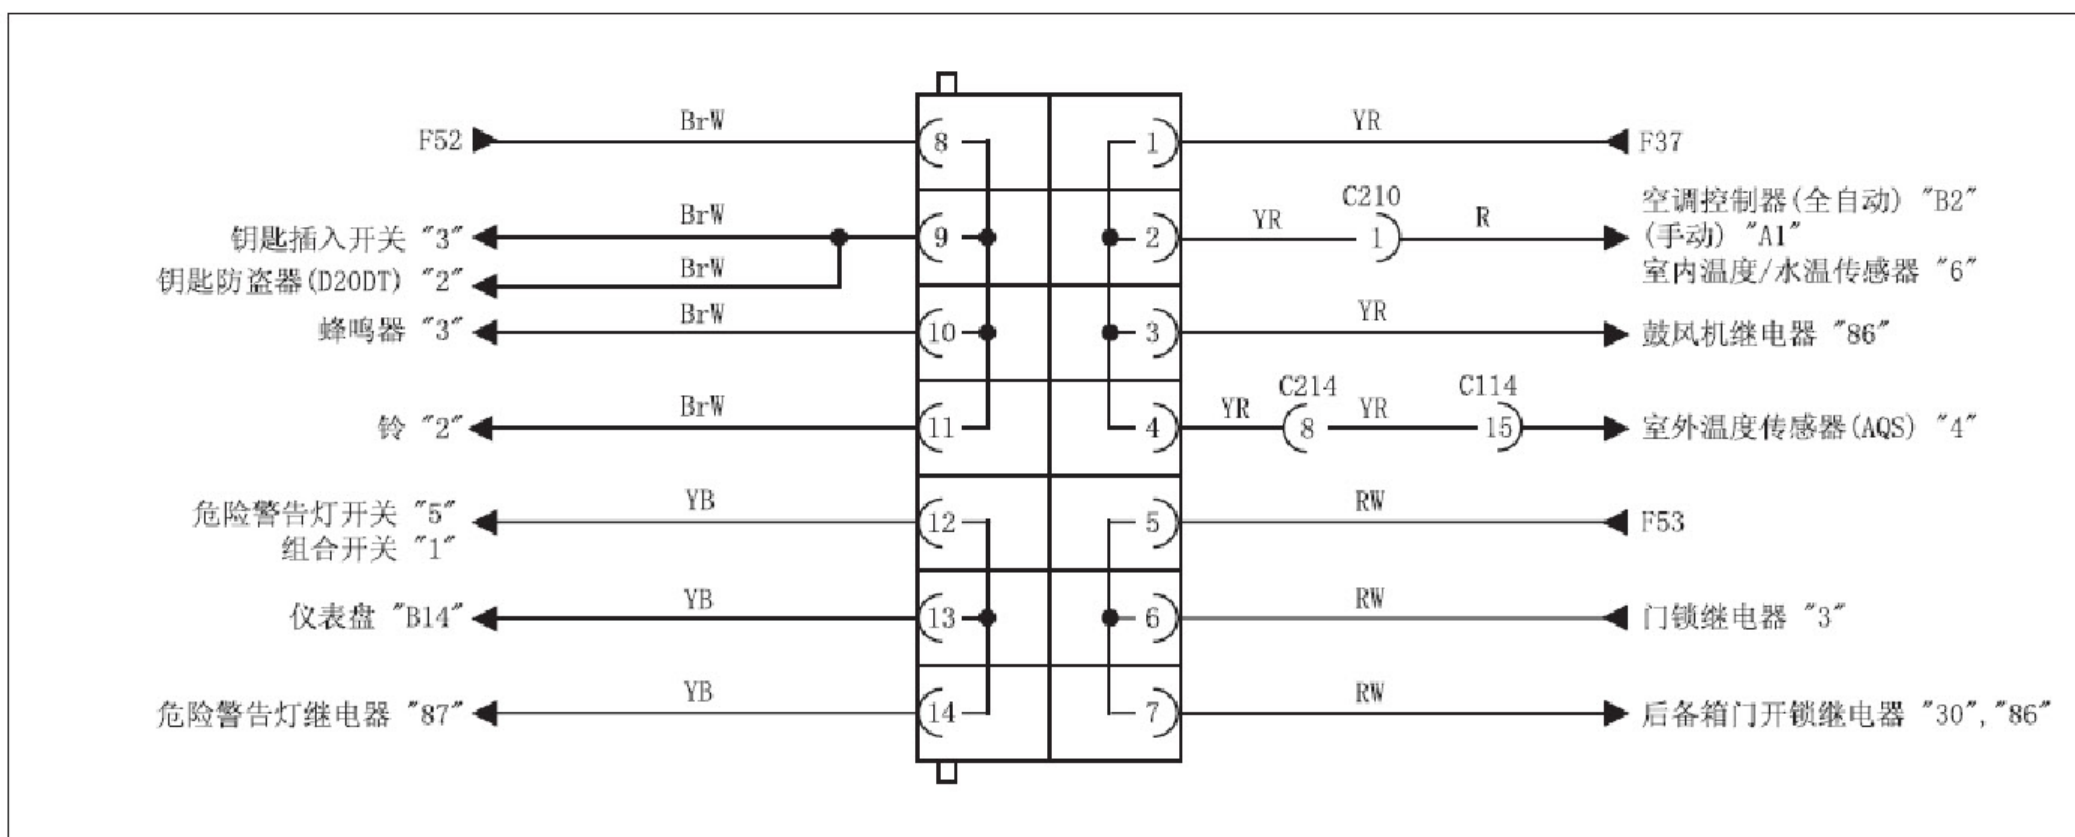 BrW
YR
F52
8
1
F37
C210
空调控制器(全自动) "B2"
BrW
YR
R
钥匙插入开关 "3"
9
2
1
(手动) "A1"
BrW
钥匙防盗器(D20DT) "2"
室内温度/水温传感器 "6"
BrW
YR
蜂鸣器 "3"
10
3
鼓风机继电器 "86"
C214
C114
BrW
YR
YR
铃 "2"
11
4
8
15
室外温度传感器(AQS) "4"
YB
RW
危险警告灯开关 "5"
12
5
F53
组合开关 "1"
YB
RW
仪表盘 "B14"
13
6
门锁继电器 "3"
YB
RW
危险警告灯继电器 "87"
14
7
后备箱门开锁继电器 "30","86"